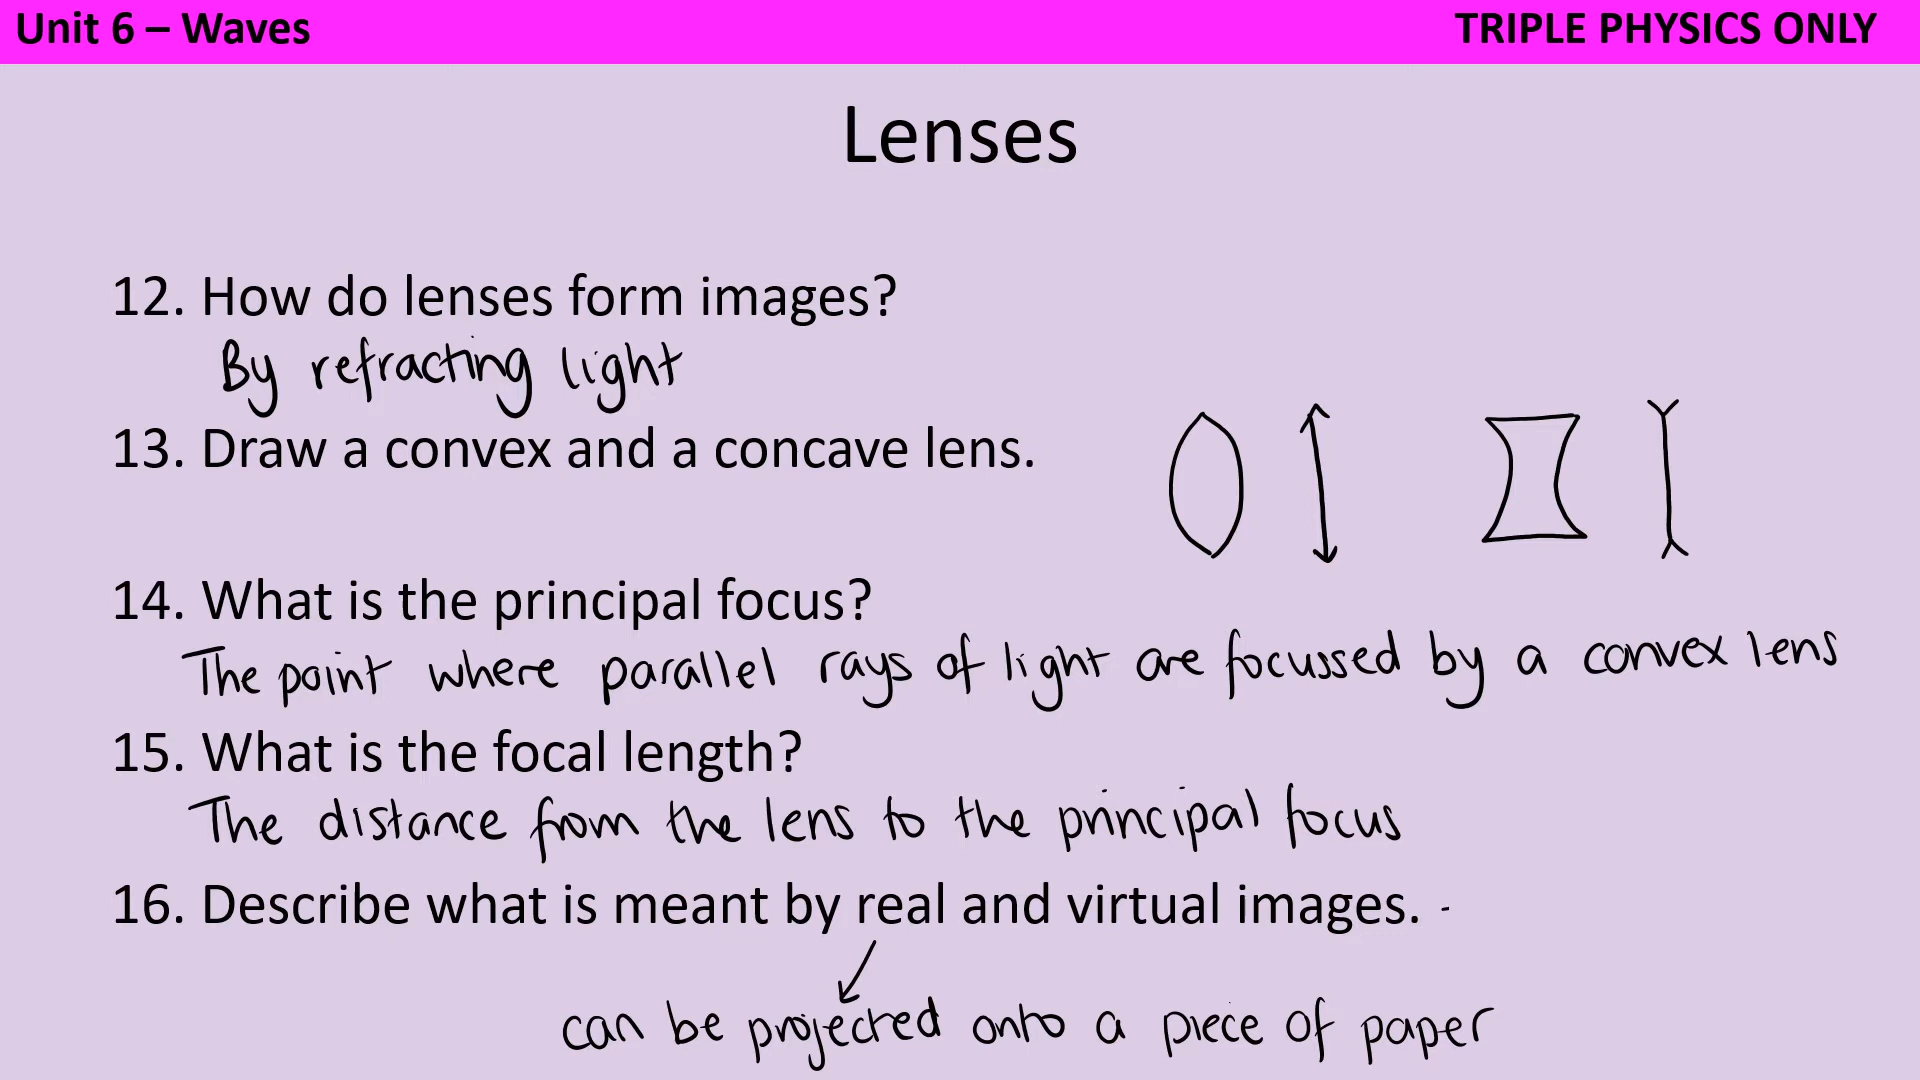 Unit 6 – Waves
TRIPLE PHYSICS ONLY
Lenses
12. How do lenses form images?
By refracting light
13. Draw a convex and a concave lens.
14. What is the principal focus?
The point where parallel rays of light are focussed by a convex lens
15. What is the focal length?
The distance from the lens to the principal focus
16. Describe what is meant by real and virtual images.
can be projected onto a piece of paper